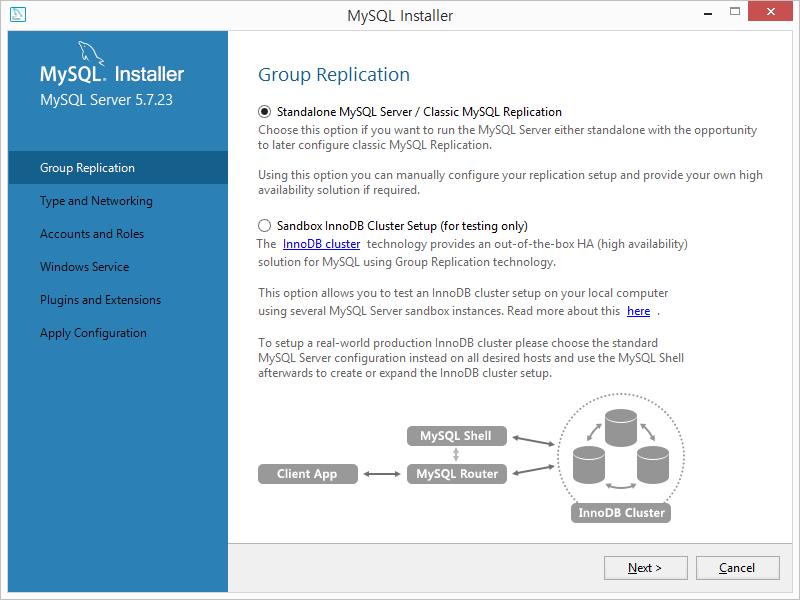 MySQL Installer
MySQL. Installer
MySQL Server 5.7.23
Group Replication
Type and Networking
Accounts and Roles
Windows Service
Plugins and Extensions
Apply Configuration
Group Replication
Standalone MySQL Server / Classic MySQL Replication
Choose this option if you want to run the MySQL Server either standalone with the opportunity
to later configure classic MySQL Replication.
Using this option you can manually configure your replication setup and provide your own high
availability solution if required.
Sandbox InnoDB Cluster Setup (for testing only)
The InnoDB cluster technology provides an out-of-the-box HA (high availability)
solution for MySQL using Group Replication technology.
This option allows you to test an InnoDB cluster setup on your local computer
using several MySQL Server sandbox instances. Read more about this here .
To setup a real-world production InnoDB cluster please choose the standard
MySQL Server configuration instead on all desired hosts and use the MySQL Shell
afterwards to create or expand the InnoDB cluster setup.
MySQL Shell
Client App
MySQL Router
InnoDB Cluster
Next >
Cancel